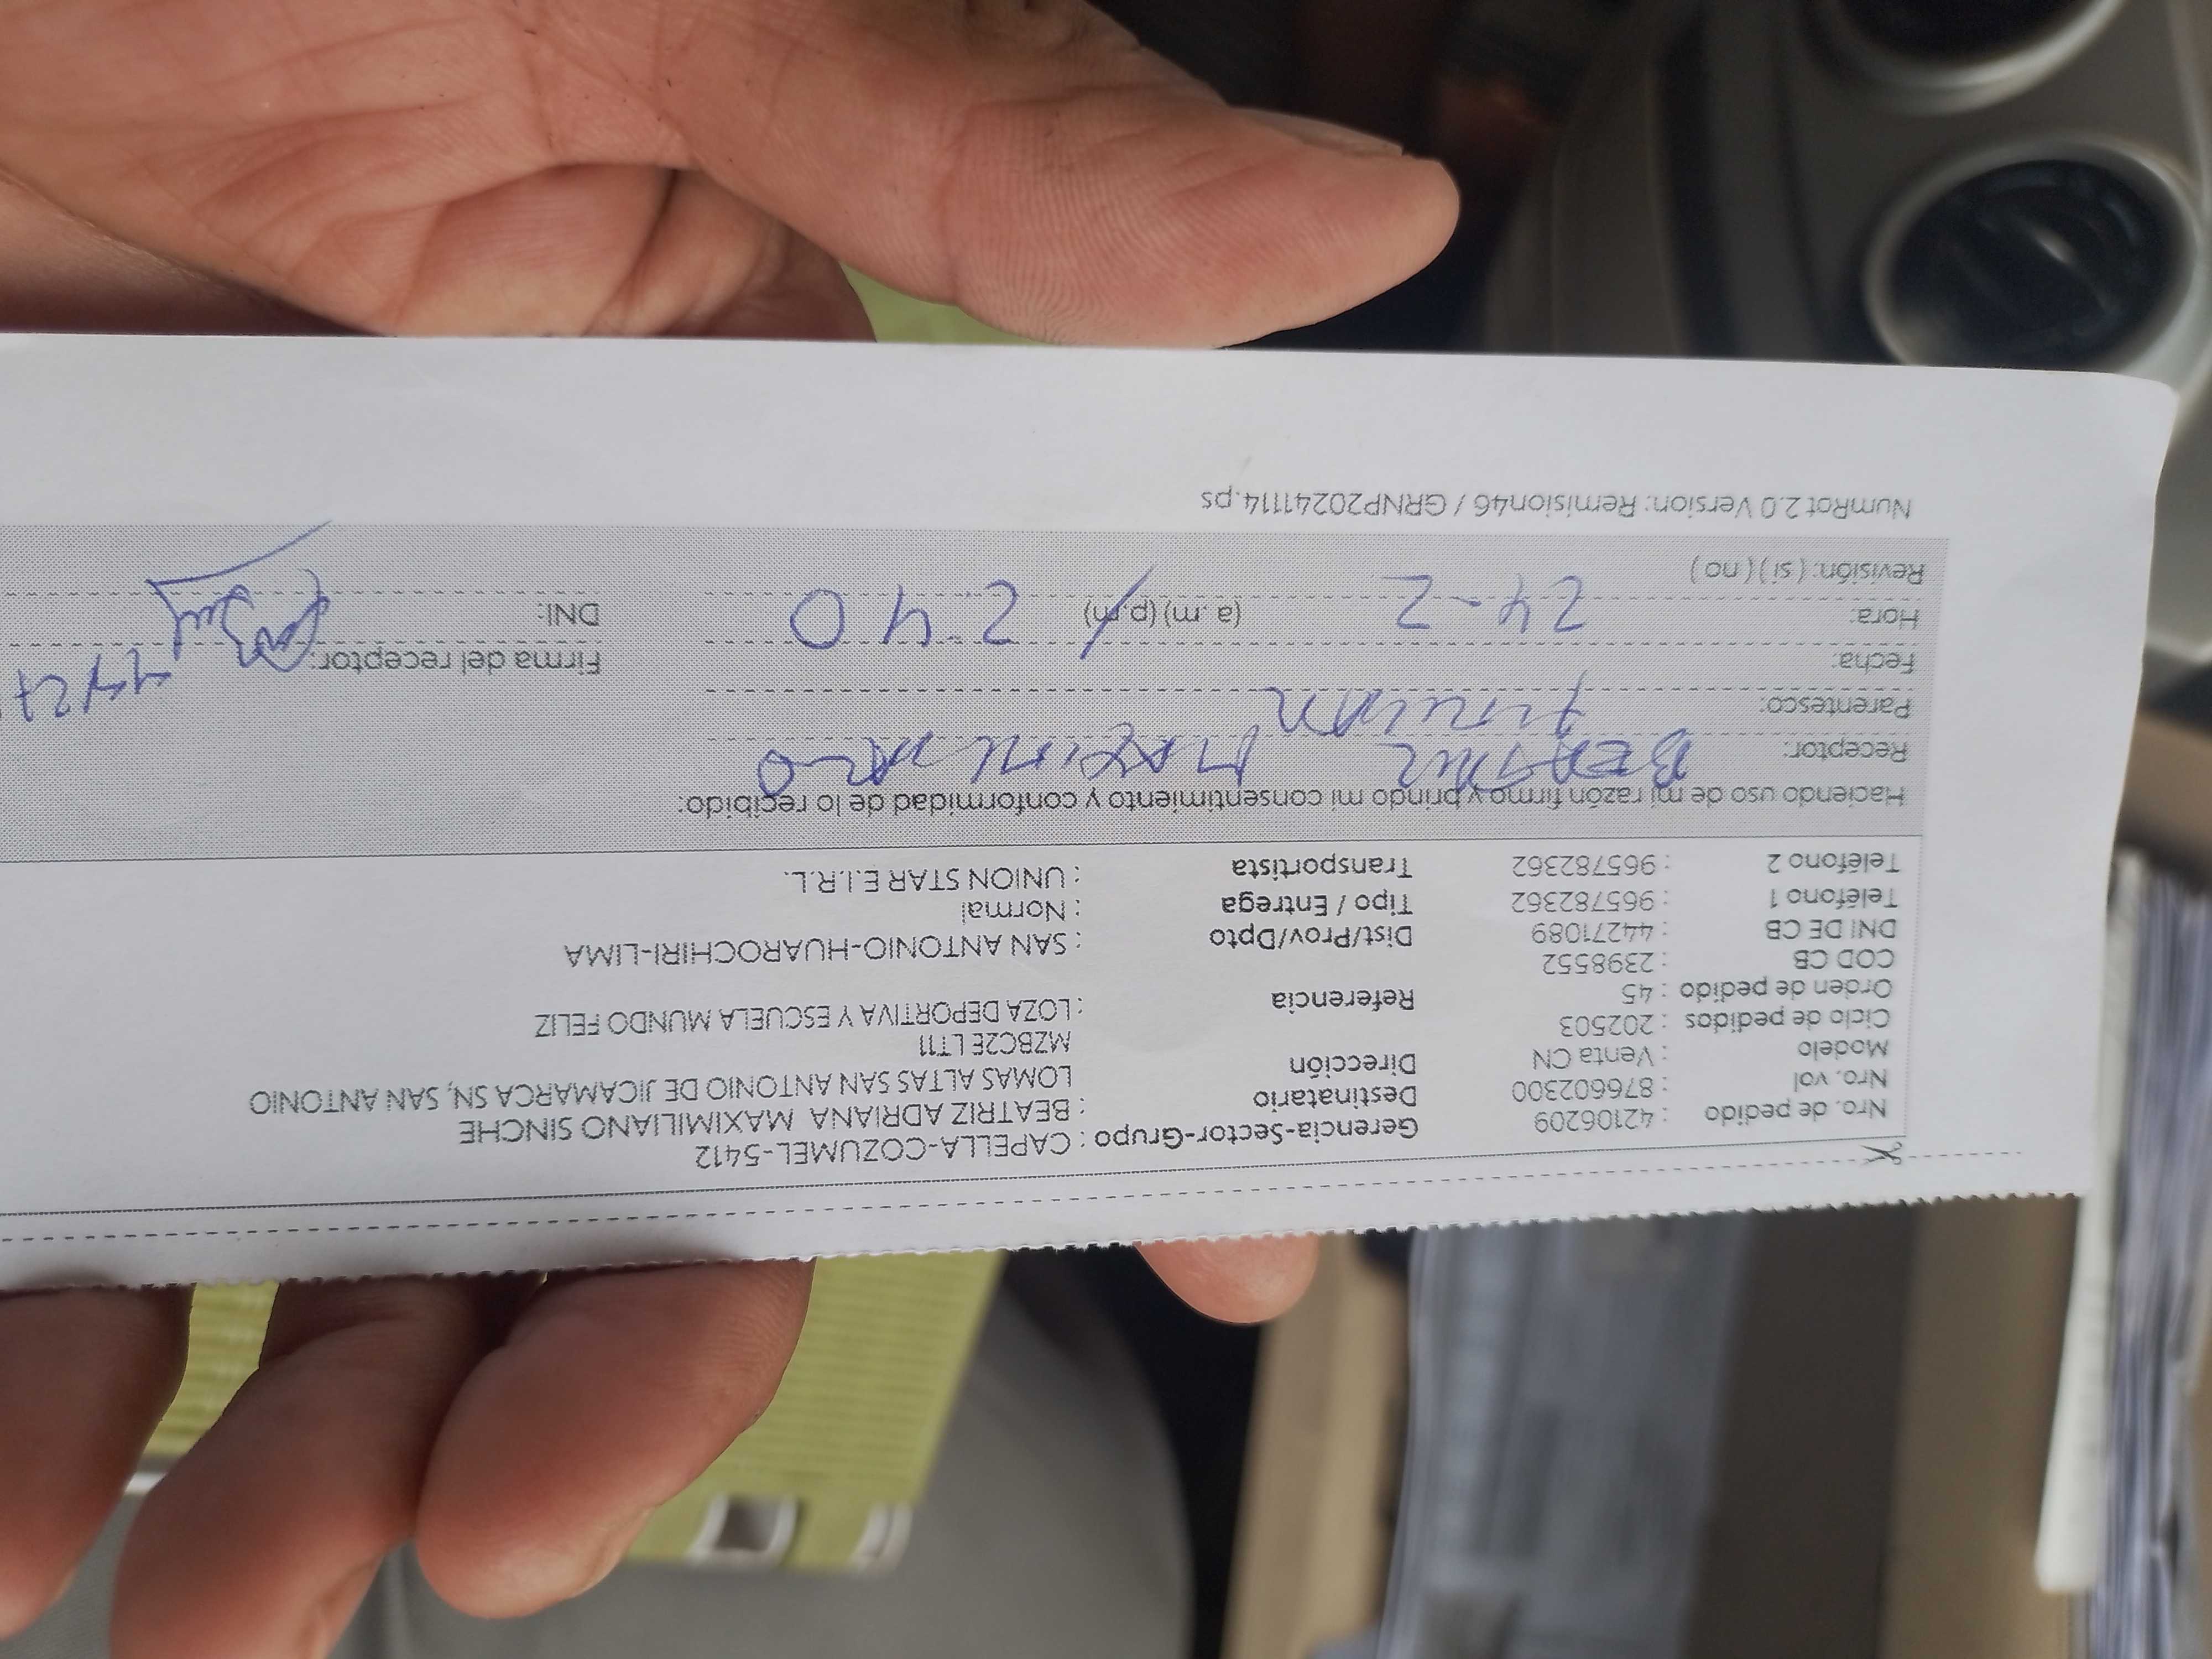 Nro. de pedido : 42106209 Gerencia-Sector-Grupo : CAPELLA-COZUMEL-5412
Nro. vol : 876602300 Destinatario : BEATRIZ ADRIANA MAXIMILIANO SINCHE
Modelo : Venta CN Dirección LOMAS ALTAS SAN ANTONIO DE JICAMARCA SN, SAN ANTONIO
Ciclo de pedidos : 202503 MZBC2E LT11
Orden de pedido : 45 Referencia : LOZA DEPORTIVA Y ESCUELA MUNDO FELIZ
COD CB : 2398552
DNI DE CB : 44271089 Dist/Prov/Dpto : SAN ANTONIO-HUAROCHIRI-LIMA
Teléfono 1 : 965782362 Tipo / Entrega : Normal
Teléfono 2 : 965782362 Transportista : UNION STAR E.I.R.L.
Haciendo uso de mi razón firmo y brindo mi consentimiento y conformidad de lo recibido:
Receptor: BEATRIZ MAXIMILIANO
Parentesco: TITULAR
Fecha: 24-2 2.40 Firma del receptor:
Hora: (a. m) (p.m) DNI:
Revisión: ( sí ) ( no )
NumRot 2.0 Version: Remision46 / GRNP20241114.ps